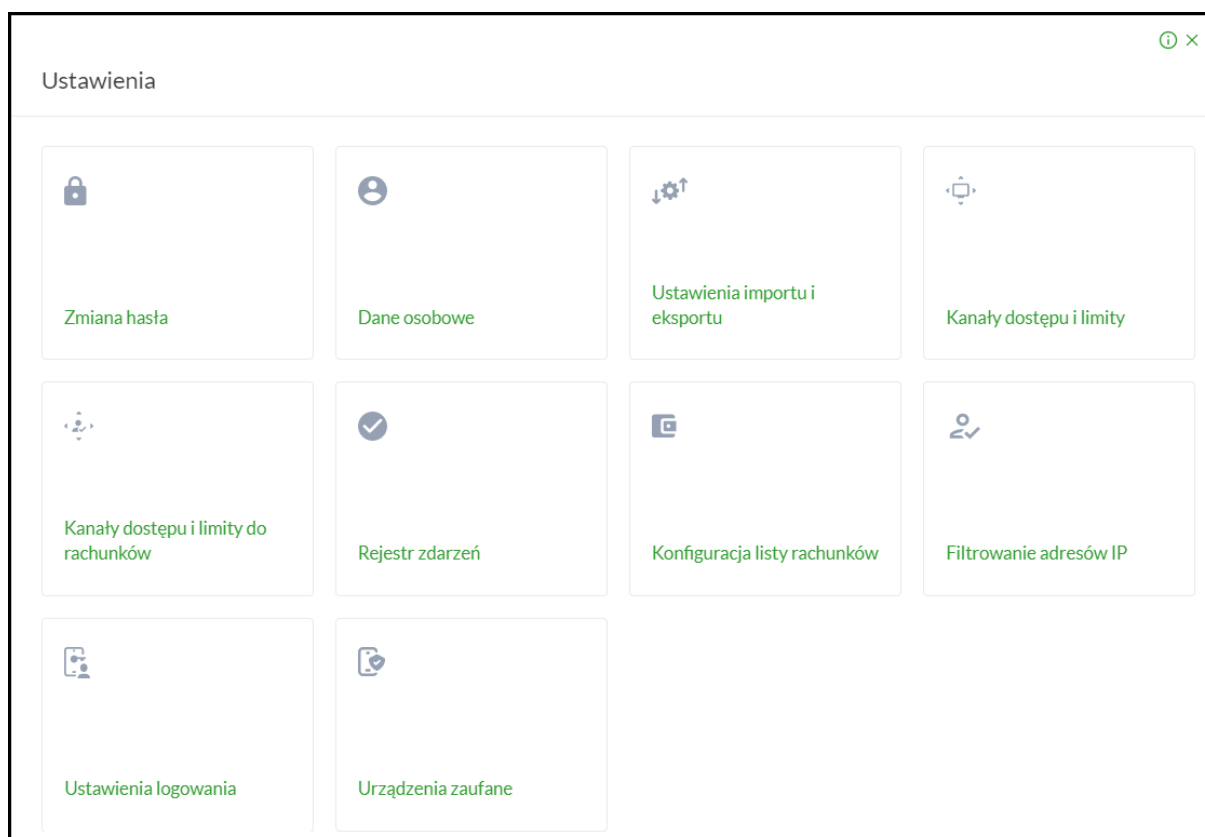 Ustawienia
Zmiana hasła
Dane osobowe
Ustawienia importu i
eksportu
Kanały dostępu i limity
Kanały dostępu i limity do
rachunków
Rejestr zdarzeń
Konfiguracja listy rachunków
Filtrowanie adresów IP
Ustawienia logowania
Urządzenia zaufane